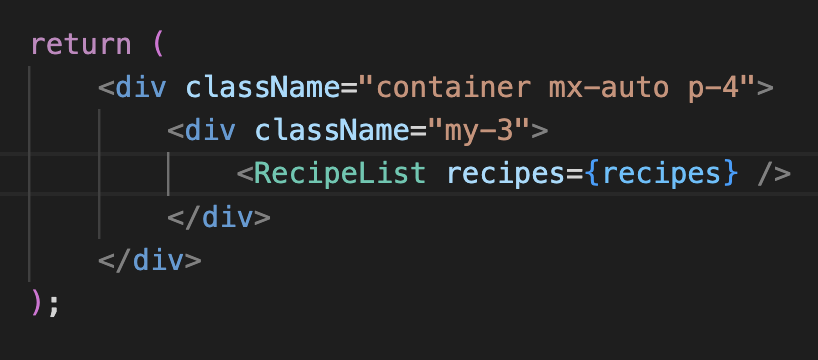 return (
    <div className="container mx-auto p-4">
        <div className="my-3">
            <RecipeList recipes={recipes} />
        </div>
    </div>
);